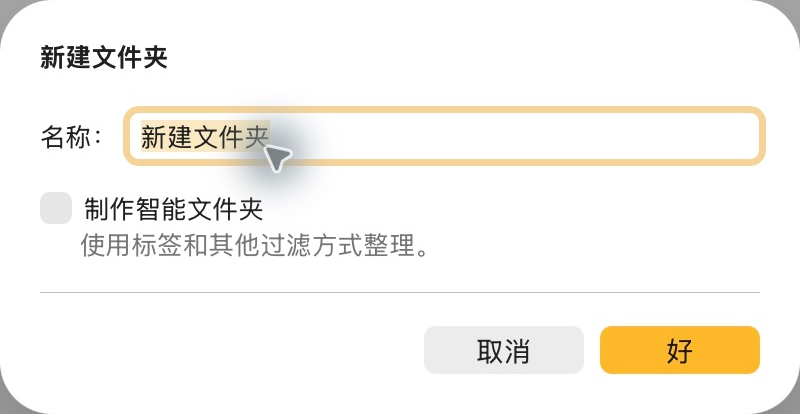 新建文件夹
名称：
新建文件夹
制作智能文件夹
使用标签和其他过滤方式整理。
取消
好